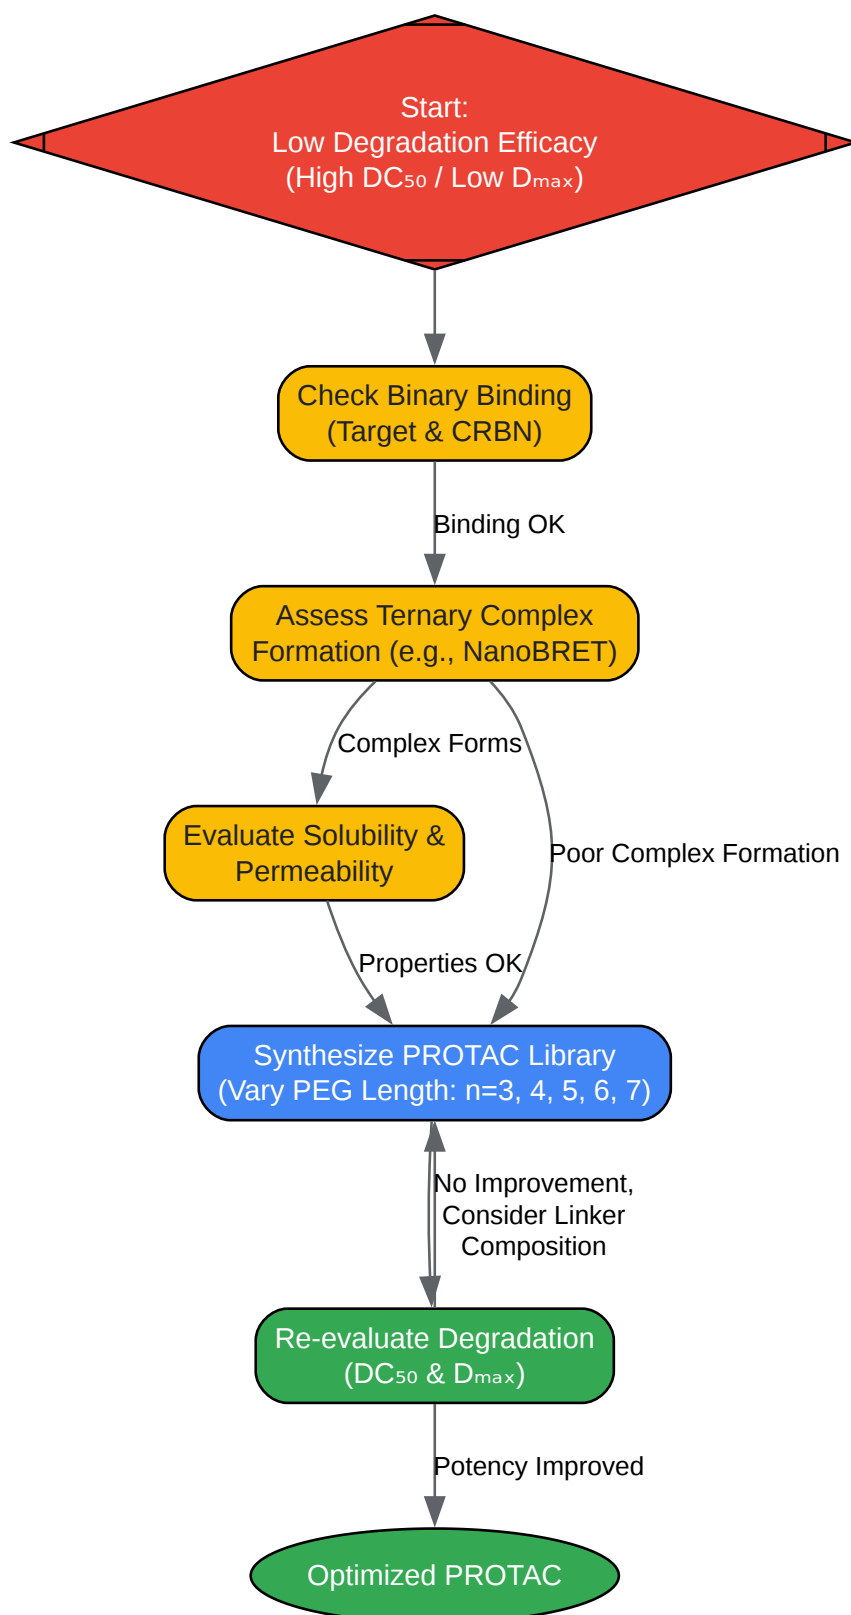 Start:
Low Degradation Efficacy
(High DC₅₀ / Low Dₘₐₓ)
Check Binary Binding
(Target & CRBN)
Binding OK
Assess Ternary Complex
Formation (e.g., NanoBRET)
Complex Forms
Evaluate Solubility &
Permeability
Poor Complex Formation
Properties OK
Synthesize PROTAC Library
(Vary PEG Length: n=3, 4, 5, 6, 7)
No Improvement,
Consider Linker
Composition
Re-evaluate Degradation
(DC₅₀ & Dₘₐₓ)
Potency Improved
Optimized PROTAC